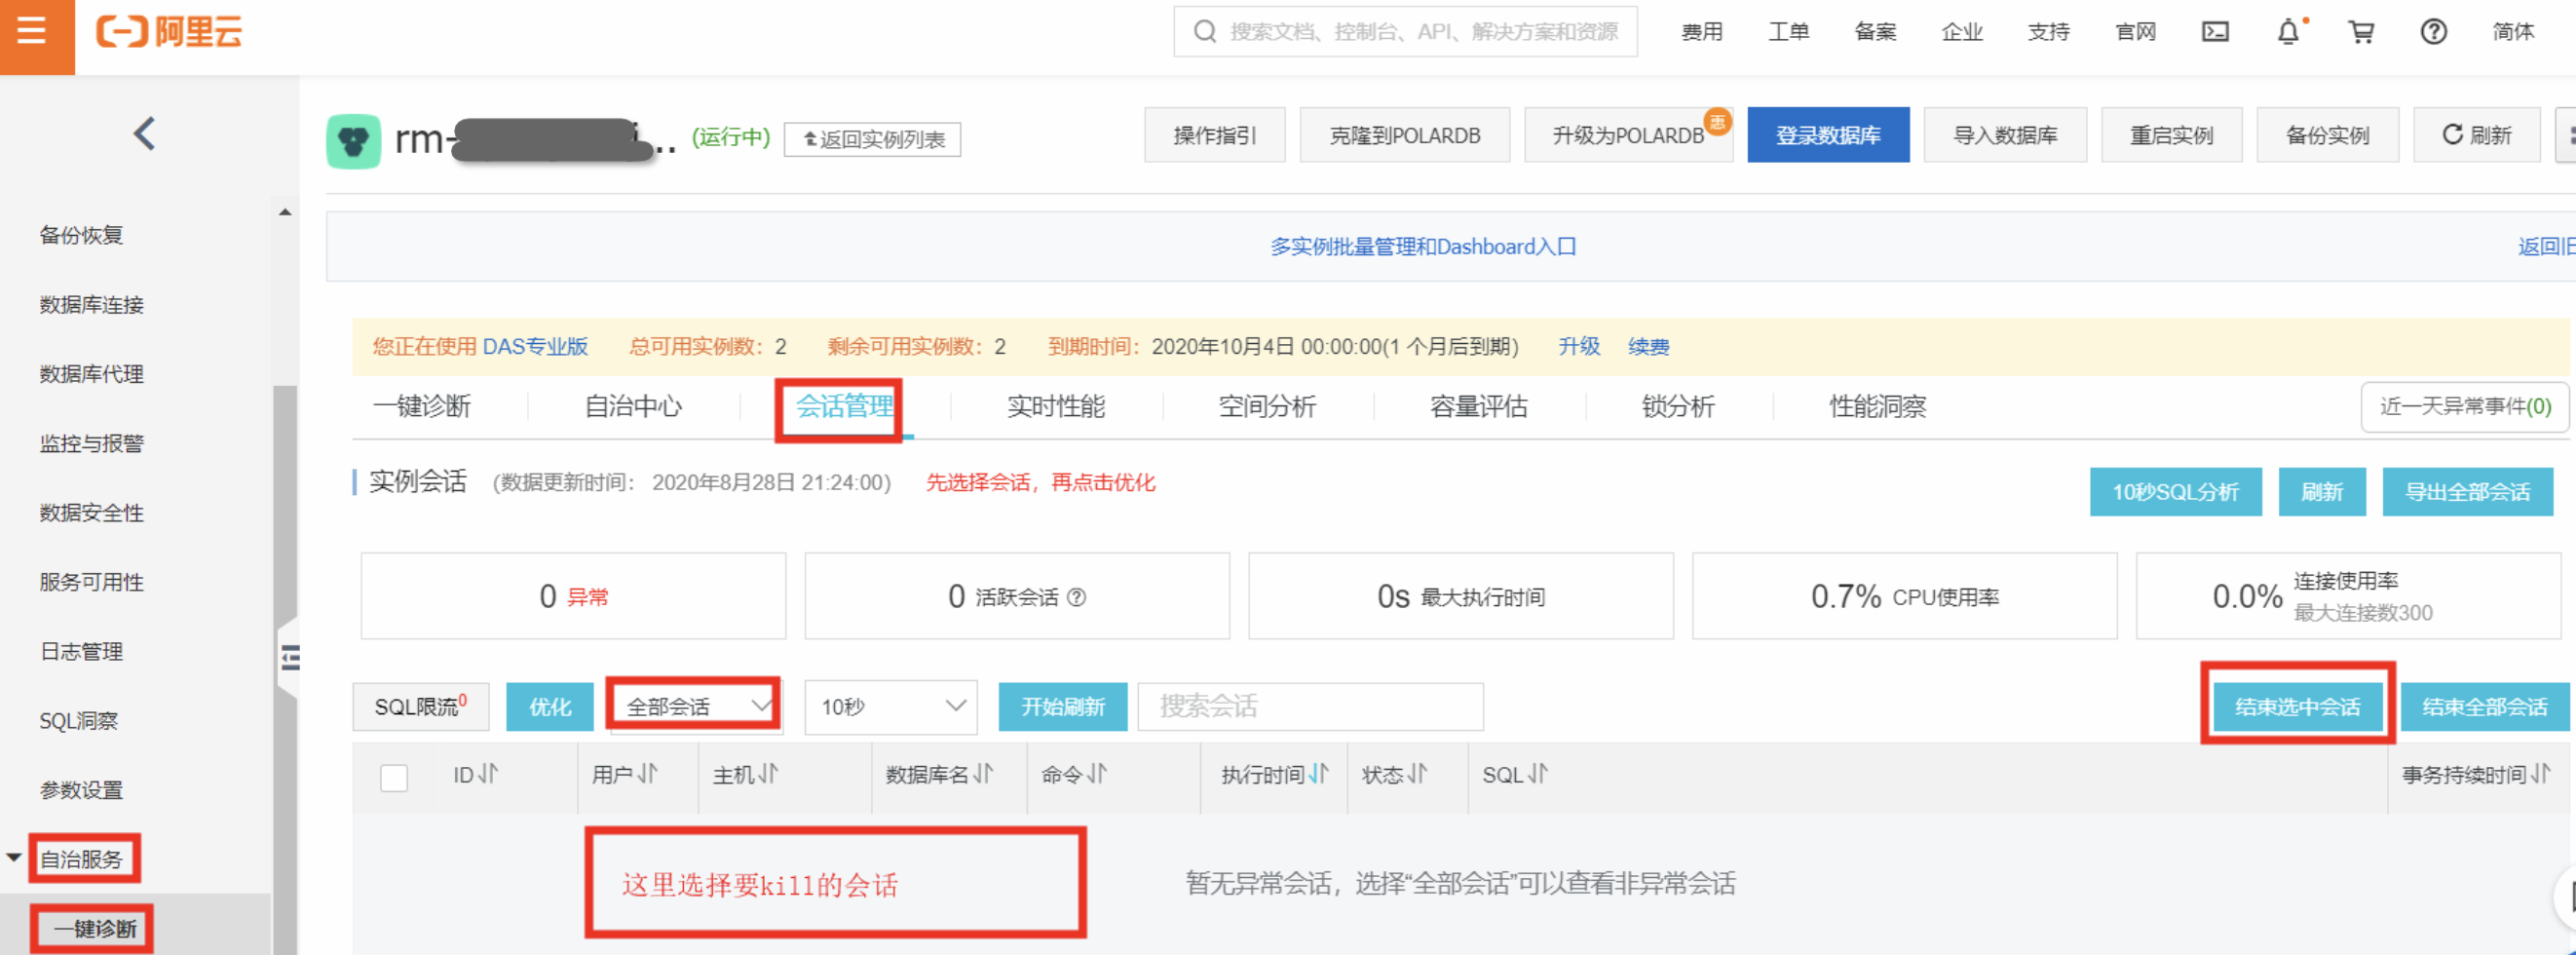 阿里云
搜索文档、控制台、API、解决方案和资源
费用 工单 备案 企业 支持 官网 简体
rm- ... (运行中) 返回实例列表
操作指引 克隆到POLARDB 升级为POLARDB 惠 登录数据库 导入数据库 重启实例 备份实例 刷新
多实例批量管理和Dashboard入口 返回旧
备份恢复
数据库连接
数据库代理
监控与报警
数据安全性
服务可用性
日志管理
SQL洞察
参数设置
自治服务
一键诊断
您正在使用 DAS专业版 总可用实例数：2 剩余可用实例数：2 到期时间：2020年10月4日 00:00:00(1 个月后到期) 升级 续费
一键诊断 自治中心 会话管理 实时性能 空间分析 容量评估 锁分析 性能洞察 近一天异常事件(0)
实例会话 (数据更新时间： 2020年8月28日 21:24:00) 先选择会话，再点击优化
10秒SQL分析 刷新 导出全部会话
0 异常 0 活跃会话 ? 0s 最大执行时间 0.7% CPU使用率 0.0% 连接使用率
最大连接数300
SQL限流0 优化 全部会话 10秒 开始刷新 搜索会话 结束选中会话 结束全部会话
ID 用户 主机 数据库名 命令 执行时间 状态 SQL 事务持续时间
这里选择要kill的会话
暂无异常会话，选择“全部会话”可以查看非异常会话